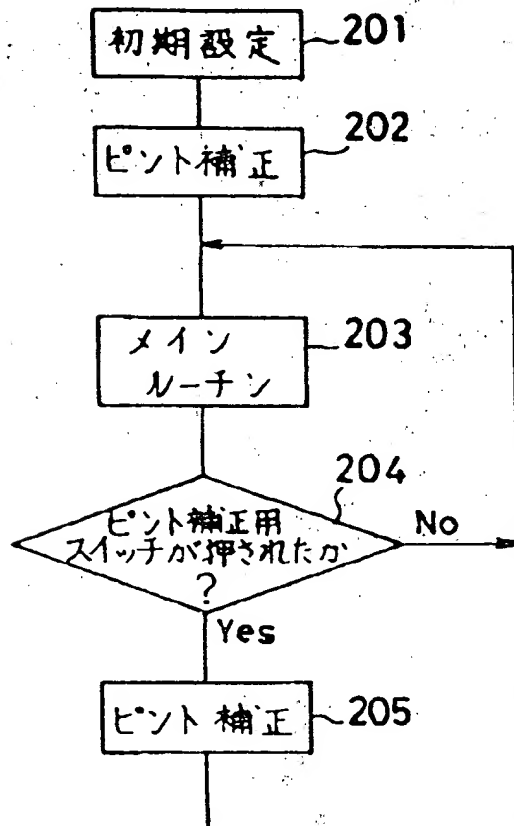 初期設定
201
ピント補正
202
メイン
ルーチン
203
204
ピント補正用
スイッチが押されたか
?
No
Yes
ピント補正
205